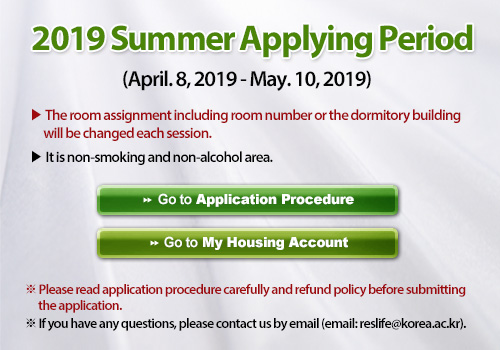 2019 Summer Applying Period
(April. 8, 2019 - May. 10, 2019)
▶ The room assignment including room number or the dormitory building
will be changed each session.
▶ It is non-smoking and non-alcohol area.
▸▸ Go to Application Procedure
▸▸ Go to My Housing Account
※ Please read application procedure carefully and refund policy before submitting
the application.
※ If you have any questions, please contact us by email (email: reslife@korea.ac.kr).